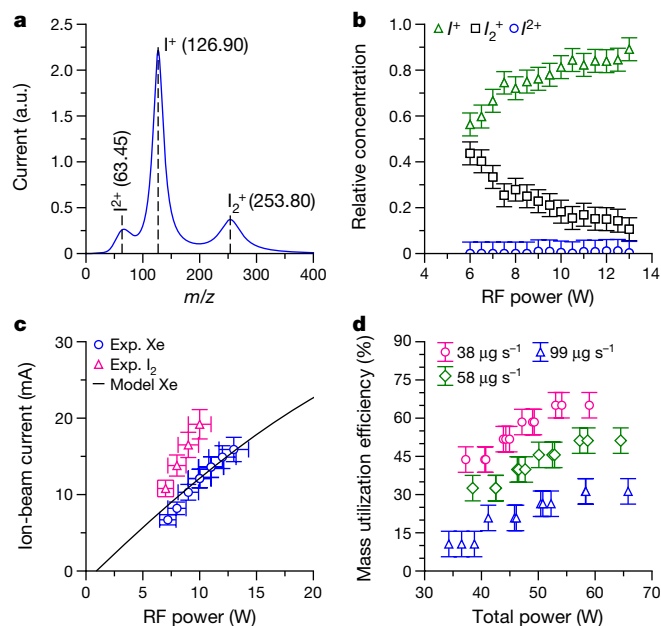 a
I⁺ (126.90)
I²⁺ (63.45)
I₂⁺ (253.80)
2.5
2.0
1.5
1.0
0.5
0
Current (a.u.)
0 100 200 300 400
m/z
b
I⁺ I₂⁺ I²⁺
1.0
0.8
0.6
0.4
0.2
0
Relative concentration
4 6 8 10 12 14
RF power (W)
c
Exp. Xe
Exp. I₂
Model Xe
30
20
10
0
Ion-beam current (mA)
0 5 10 15 20
RF power (W)
d
38 μg s⁻¹ 99 μg s⁻¹
58 μg s⁻¹
90
75
60
45
30
15
0
Mass utilization efficiency (%)
30 40 50 60 70
Total power (W)